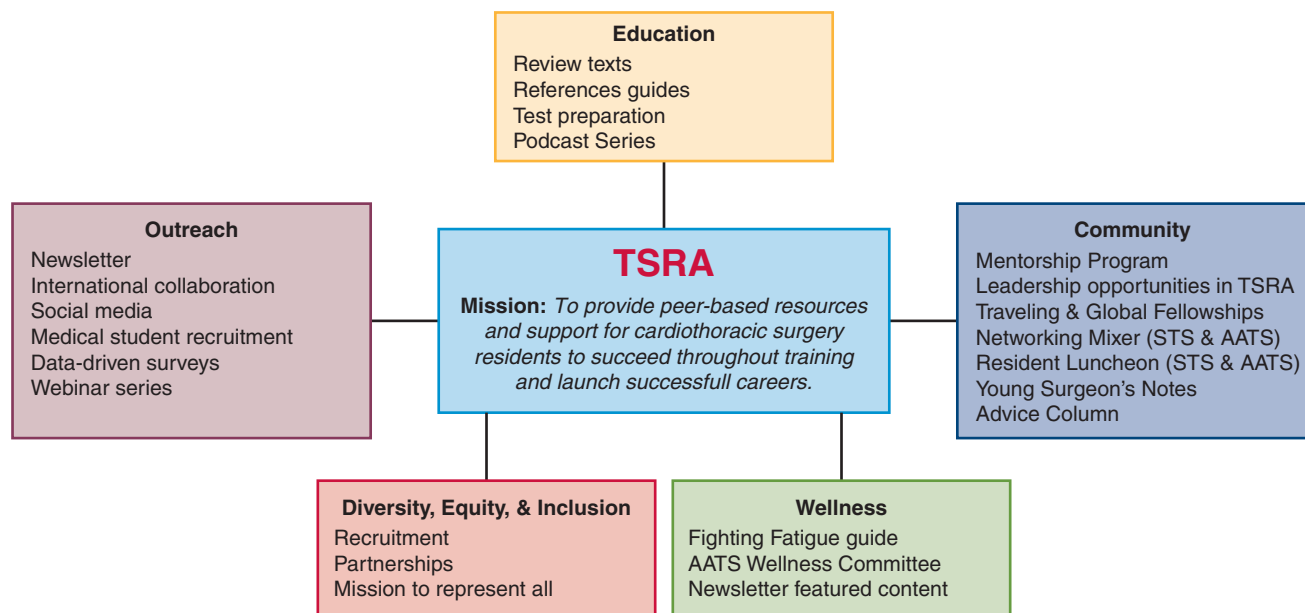 Education
Review texts
References guides
Test preparation
Podcast Series
Outreach
Newsletter
International collaboration
Social media
Medical student recruitment
Data-driven surveys
Webinar series
TSRA
Mission: To provide peer-based resources
and support for cardiothoracic surgery
residents to succeed throughout training
and launch successfull careers.
Community
Mentorship Program
Leadership opportunities in TSRA
Traveling & Global Fellowships
Networking Mixer (STS & AATS)
Resident Luncheon (STS & AATS)
Young Surgeon's Notes
Advice Column
Diversity, Equity, & Inclusion
Recruitment
Partnerships
Mission to represent all
Wellness
Fighting Fatigue guide
AATS Wellness Committee
Newsletter featured content